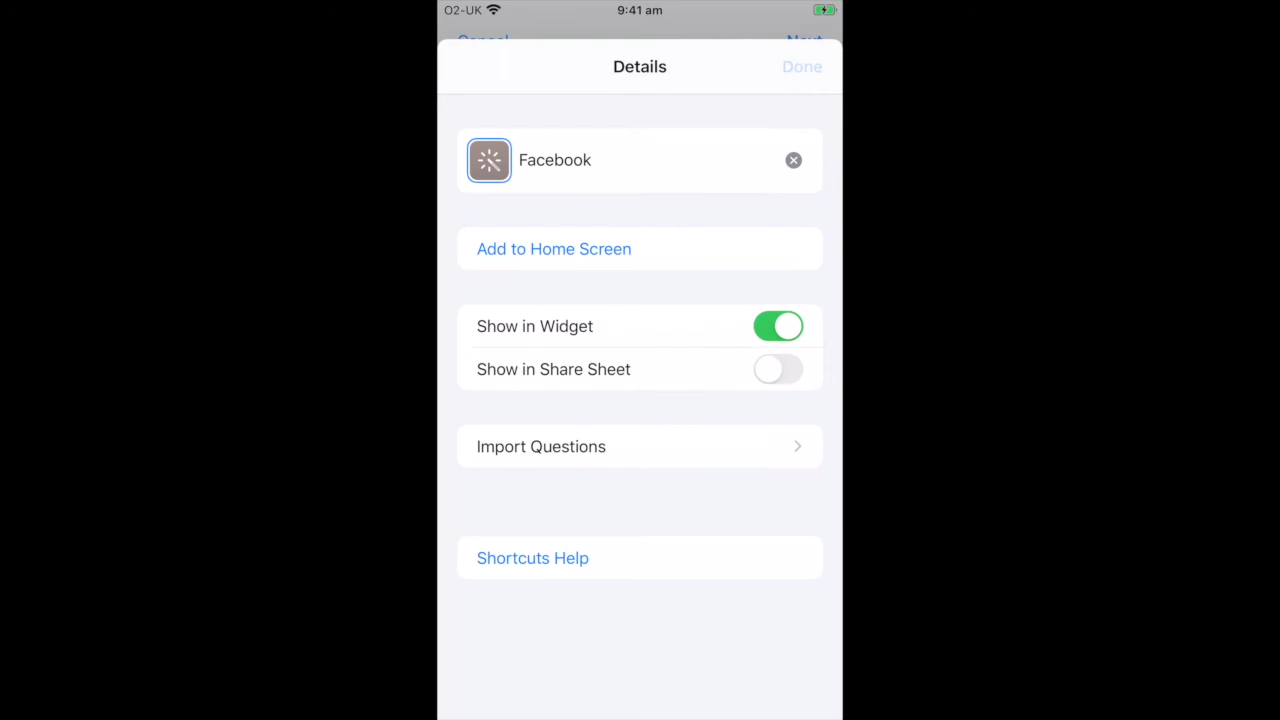 O2-UK 9:41 am
Cancel Next
Details Done
Facebook
Add to Home Screen
Show in Widget
Show in Share Sheet
Import Questions
Shortcuts Help